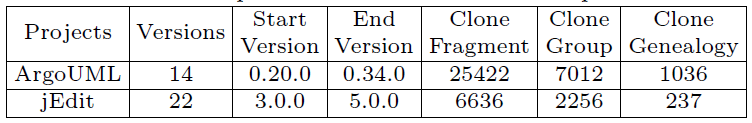 Projects Versions Start Version End Version Clone Fragment Clone Group Clone Genealogy
ArgoUML 14 0.20.0 0.34.0 25422 7012 1036
jEdit 22 3.0.0 5.0.0 6636 2256 237